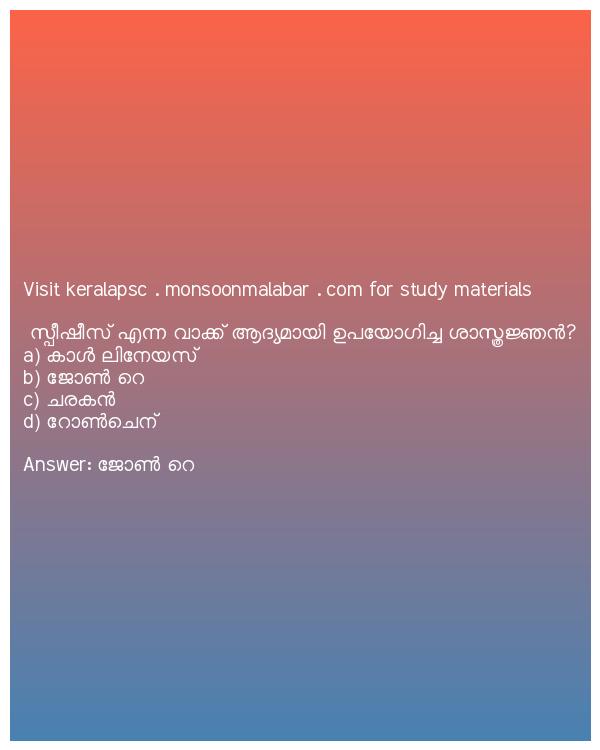 Visit keralapsc . monsoonmalabar . com for study materials
സ്പീഷീസ് എന്ന വാക്ക് ആദ്യമായി ഉപയോഗിച്ച ശാസ്ത്രജ്ഞൻ?
a) കാൾ ലിനേയസ്
b) ജോൺ റെ
c) ചരകൻ
d) റോൺചെന്
Answer: ജോൺ റെ